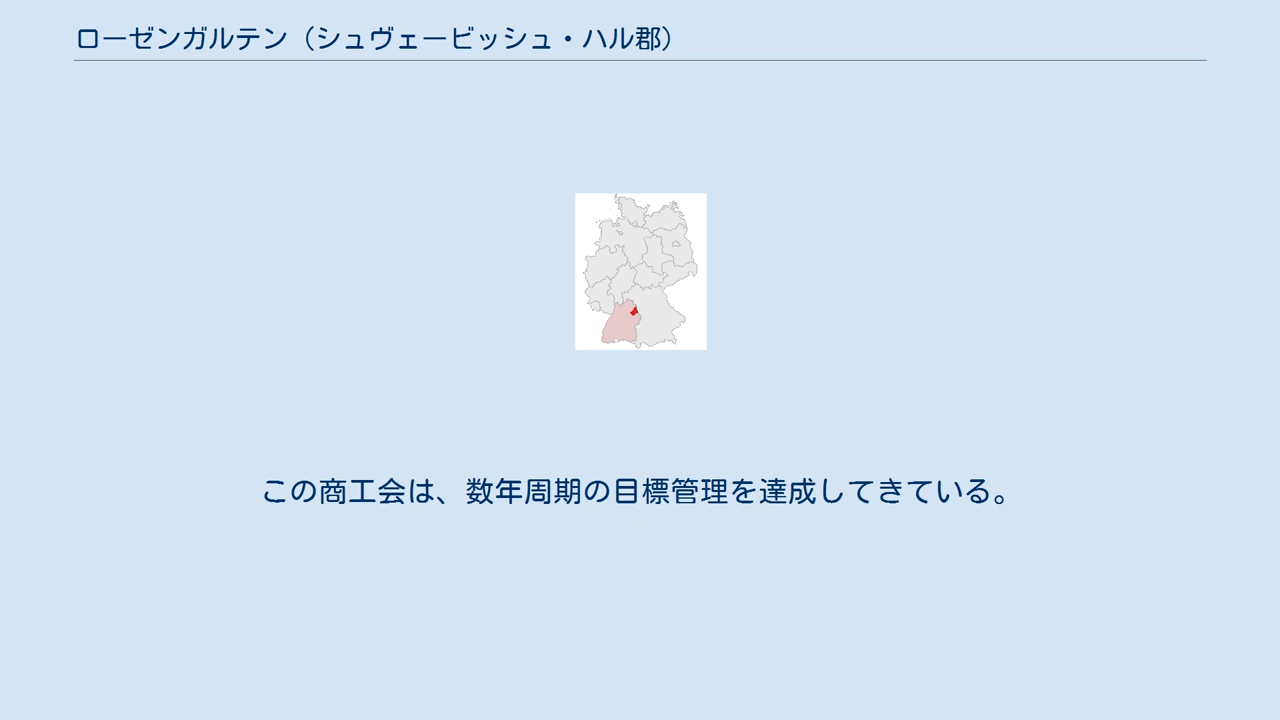 ローゼンガルテン（シュヴェービッシュ・ハル郡）
この商工会は、数年周期の目標管理を達成してきている。